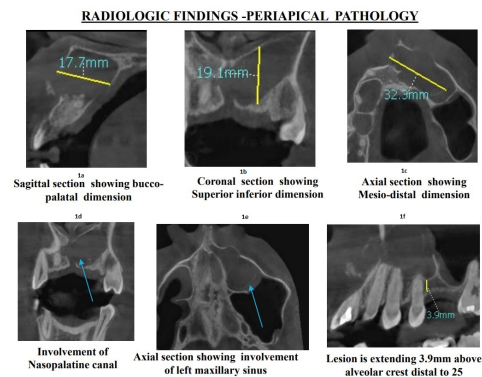 RADIOLOGIC FINDINGS -PERIAPICAL PATHOLOGY
17.7mm
19.1mm
32.3mm
1a
1b
1c
Sagittal section showing bucco-
palatal dimension
Coronal section showing
Superior inferior dimension
Axial section showing
Mesio-distal dimension
1d
1e
1f
3.9mm
Involvement of
Nasopalatine canal
Axial section showing involvement
of left maxillary sinus
Lesion is extending 3.9mm above
alveolar crest distal to 25